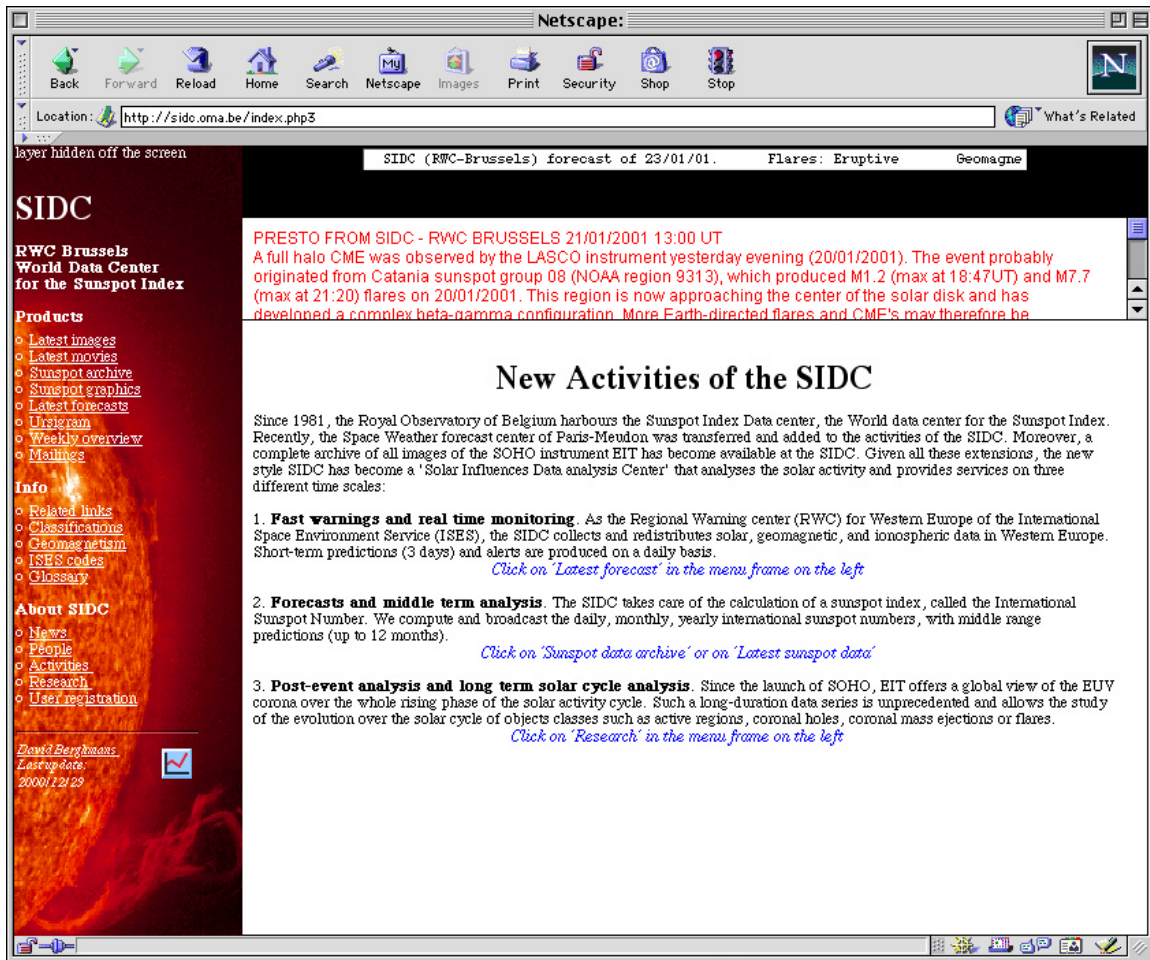 Netscape:
Back Forward Reload Home Search Netscape Images Print Security Shop Stop
My
N
Location: http://sidc.oma.be/index.php3 What's Related
layer hidden off the screen
SIDC (RWC-Brussels) forecast of 23/01/01. Flares: Eruptive Geomagne
SIDC
RWC Brussels
World Data Center
for the Sunspot Index
Products
o Latest images
o Latest movies
o Sunspot archive
o Sunspot graphics
o Latest forecasts
o Ursigram
o Weekly overview
o Mailings
Info
o Related links
o Classifications
o Geomagnetism
o ISES codes
o Glossary
About SIDC
o News
o People
o Activities
o Research
o User registration
David Berghmans
Last update:
2000/12/29
PRESTO FROM SIDC - RWC BRUSSELS 21/01/2001 13:00 UT
A full halo CME was observed by the LASCO instrument yesterday evening (20/01/2001). The event probably
originated from Catania sunspot group 08 (NOAA region 9313), which produced M1.2 (max at 18:47UT) and M7.7
(max at 21:20) flares on 20/01/2001. This region is now approaching the center of the solar disk and has
developed a complex beta-gamma configuration. More Earth-directed flares and CME's may therefore be
New Activities of the SIDC
Since 1981, the Royal Observatory of Belgium harbours the Sunspot Index Data center, the World data center for the Sunspot Index.
Recently, the Space Weather forecast center of Paris-Meudon was transferred and added to the activities of the SIDC. Moreover, a
complete archive of all images of the SOHO instrument EIT has become available at the SIDC. Given all these extensions, the new
style SIDC has become a 'Solar Influences Data analysis Center' that analyses the solar activity and provides services on three
different time scales:
1. Fast warnings and real time monitoring. As the Regional Warning center (RWC) for Western Europe of the International
Space Environment Service (ISES), the SIDC collects and redistributes solar, geomagnetic, and ionospheric data in Western Europe.
Short-term predictions (3 days) and alerts are produced on a daily basis.
Click on 'Latest forecast' in the menu frame on the left
2. Forecasts and middle term analysis. The SIDC takes care of the calculation of a sunspot index, called the International
Sunspot Number. We compute and broadcast the daily, monthly, yearly international sunspot numbers, with middle range
predictions (up to 12 months).
Click on 'Sunspot data archive' or on 'Latest sunspot data'
3. Post-event analysis and long term solar cycle analysis. Since the launch of SOHO, EIT offers a global view of the EUV
corona over the whole rising phase of the solar activity cycle. Such a long-duration data series is unprecedented and allows the study
of the evolution over the solar cycle of objects classes such as active regions, coronal holes, coronal mass ejections or flares.
Click on 'Research' in the menu frame on the left